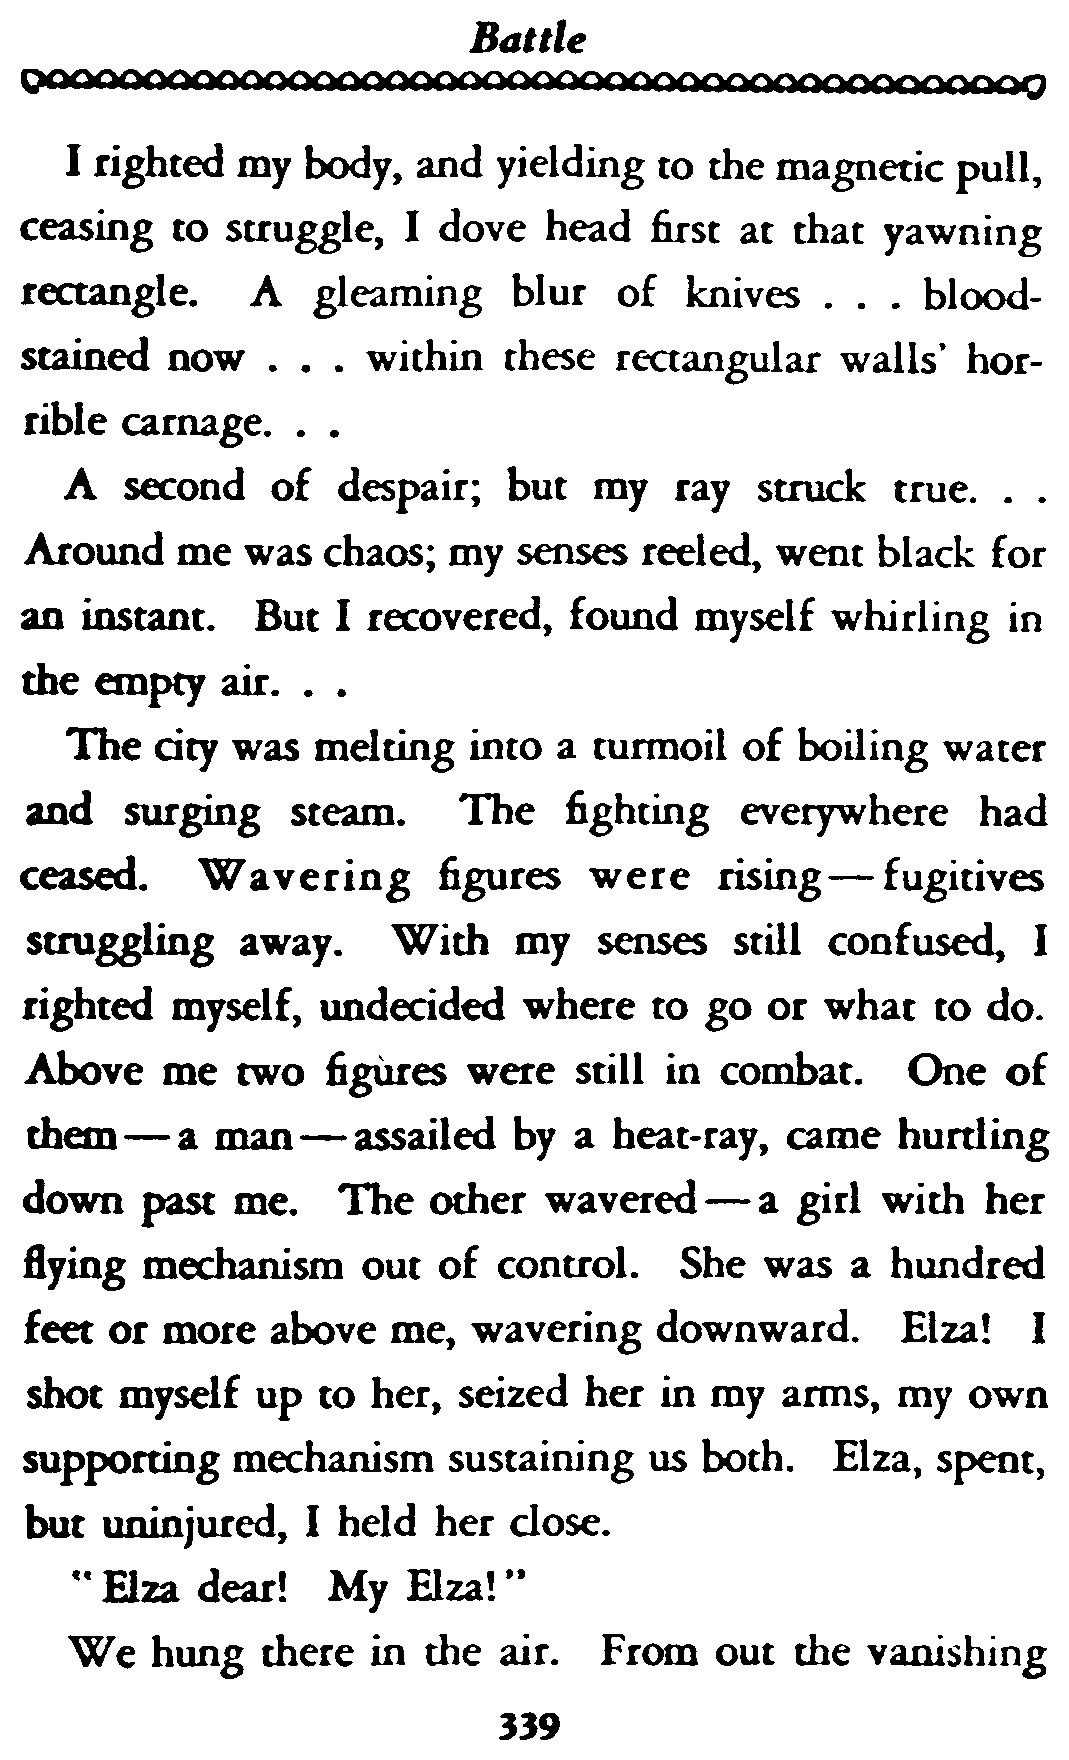 Battle
I righted my body, and yielding to the magnetic pull,
ceasing to struggle, I dove head first at that yawning
rectangle. A gleaming blur of knives . . . blood-
stained now . . . within these rectangular walls' hor-
rible carnage. . .
A second of despair; but my ray struck true. . .
Around me was chaos; my senses reeled, went black for
an instant. But I recovered, found myself whirling in
the empty air. . .
The city was melting into a turmoil of boiling water
and surging steam. The fighting everywhere had
ceased. Wavering figures were rising—fugitives
struggling away. With my senses still confused, I
righted myself, undecided where to go or what to do.
Above me two figures were still in combat. One of
them—a man—assailed by a heat-ray, came hurtling
down past me. The other wavered—a girl with her
flying mechanism out of control. She was a hundred
feet or more above me, wavering downward. Elza! I
shot myself up to her, seized her in my arms, my own
supporting mechanism sustaining us both. Elza, spent,
but uninjured, I held her close.
"Elza dear! My Elza!"
We hung there in the air. From out the vanishing
339